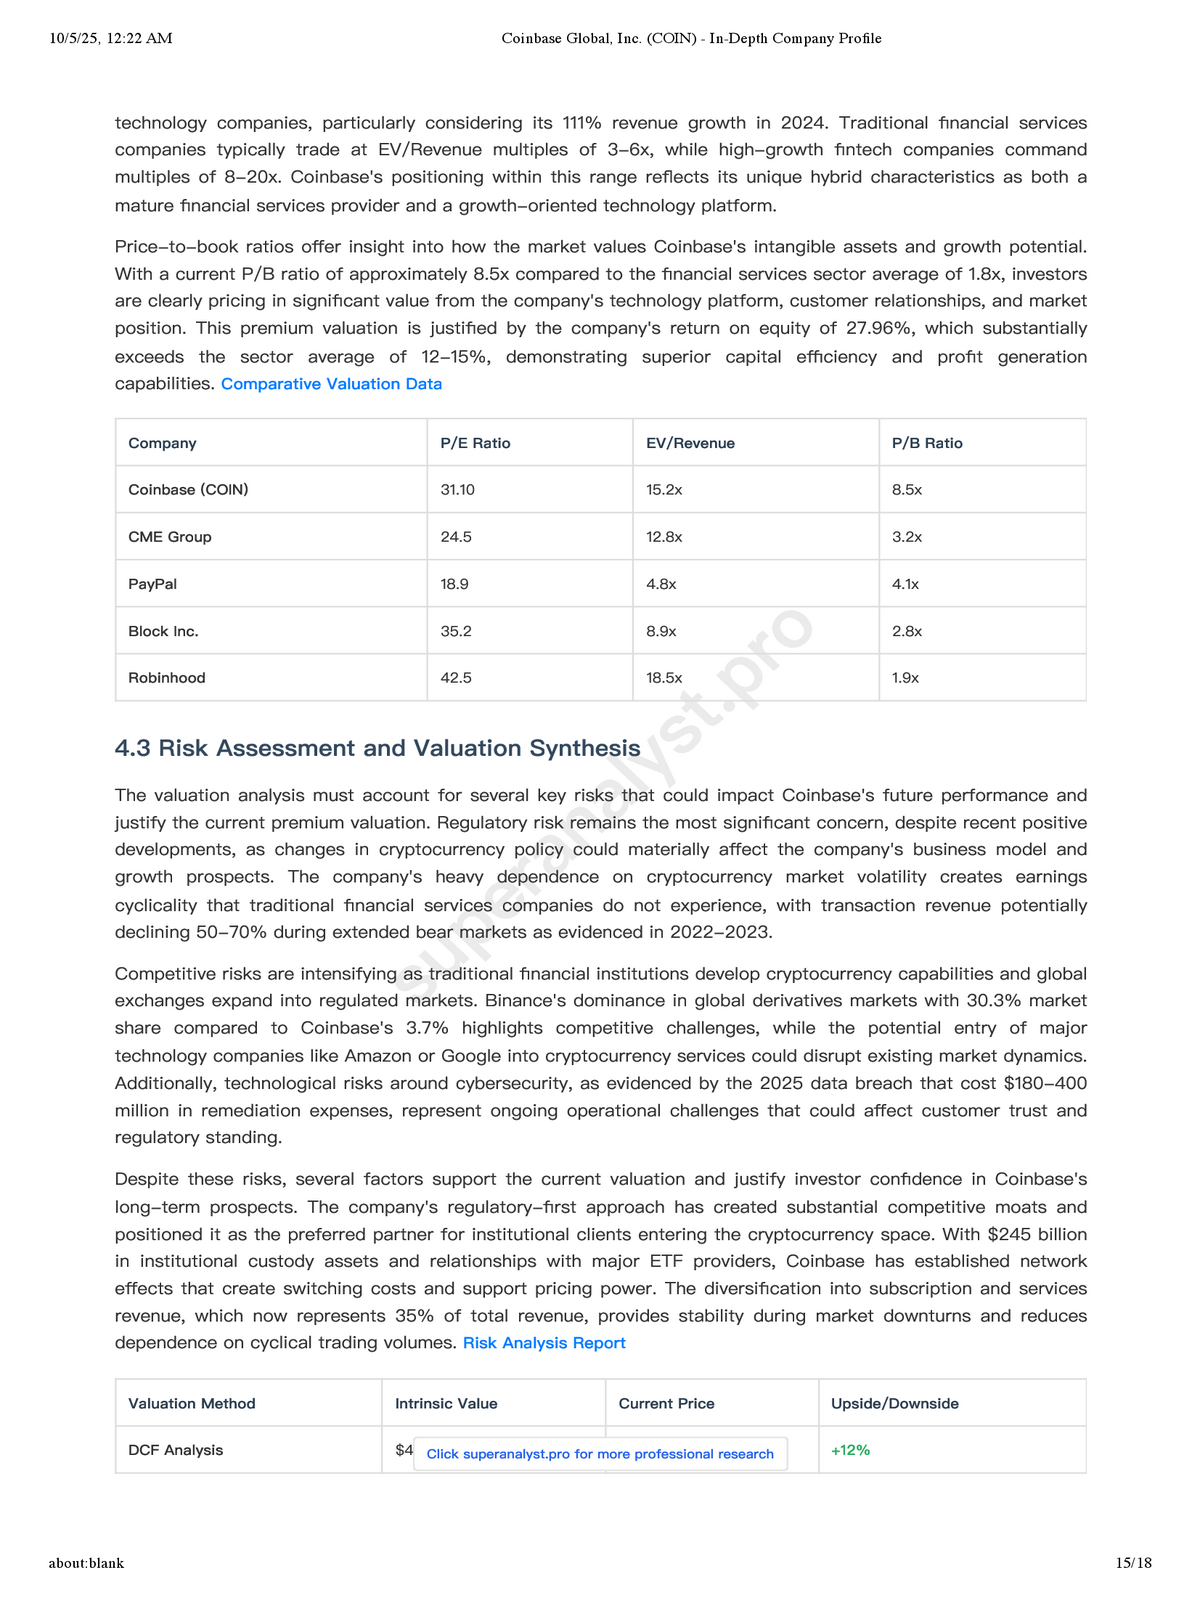 10/5/25, 12:22 AM Coinbase Global, Inc. (COIN) - In-Depth Company Profile
technology companies, particularly considering its 111% revenue growth in 2024. Traditional financial services
companies typically trade at EV/Revenue multiples of 3–6x, while high–growth fintech companies command
multiples of 8–20x. Coinbase's positioning within this range reflects its unique hybrid characteristics as both a
mature financial services provider and a growth–oriented technology platform.
Price–to–book ratios offer insight into how the market values Coinbase's intangible assets and growth potential.
With a current P/B ratio of approximately 8.5x compared to the financial services sector average of 1.8x, investors
are clearly pricing in significant value from the company's technology platform, customer relationships, and market
position. This premium valuation is justified by the company's return on equity of 27.96%, which substantially
exceeds the sector average of 12–15%, demonstrating superior capital efficiency and profit generation
capabilities. Comparative Valuation Data
Company P/E Ratio EV/Revenue P/B Ratio
Coinbase (COIN) 31.10 15.2x 8.5x
CME Group 24.5 12.8x 3.2x
PayPal 18.9 4.8x 4.1x
Block Inc. 35.2 8.9x 2.8x
Robinhood 42.5 18.5x 1.9x
superanalyst.pro
4.3 Risk Assessment and Valuation Synthesis
The valuation analysis must account for several key risks that could impact Coinbase's future performance and
justify the current premium valuation. Regulatory risk remains the most significant concern, despite recent positive
developments, as changes in cryptocurrency policy could materially affect the company's business model and
growth prospects. The company's heavy dependence on cryptocurrency market volatility creates earnings
cyclicality that traditional financial services companies do not experience, with transaction revenue potentially
declining 50–70% during extended bear markets as evidenced in 2022–2023.
Competitive risks are intensifying as traditional financial institutions develop cryptocurrency capabilities and global
exchanges expand into regulated markets. Binance's dominance in global derivatives markets with 30.3% market
share compared to Coinbase's 3.7% highlights competitive challenges, while the potential entry of major
technology companies like Amazon or Google into cryptocurrency services could disrupt existing market dynamics.
Additionally, technological risks around cybersecurity, as evidenced by the 2025 data breach that cost $180–400
million in remediation expenses, represent ongoing operational challenges that could affect customer trust and
regulatory standing.
Despite these risks, several factors support the current valuation and justify investor confidence in Coinbase's
long–term prospects. The company's regulatory–first approach has created substantial competitive moats and
positioned it as the preferred partner for institutional clients entering the cryptocurrency space. With $245 billion
in institutional custody assets and relationships with major ETF providers, Coinbase has established network
effects that create switching costs and support pricing power. The diversification into subscription and services
revenue, which now represents 35% of total revenue, provides stability during market downturns and reduces
dependence on cyclical trading volumes. Risk Analysis Report
Valuation Method Intrinsic Value Current Price Upside/Downside
DCF Analysis $4 +12%
Click superanalyst.pro for more professional research
about:blank 15/18